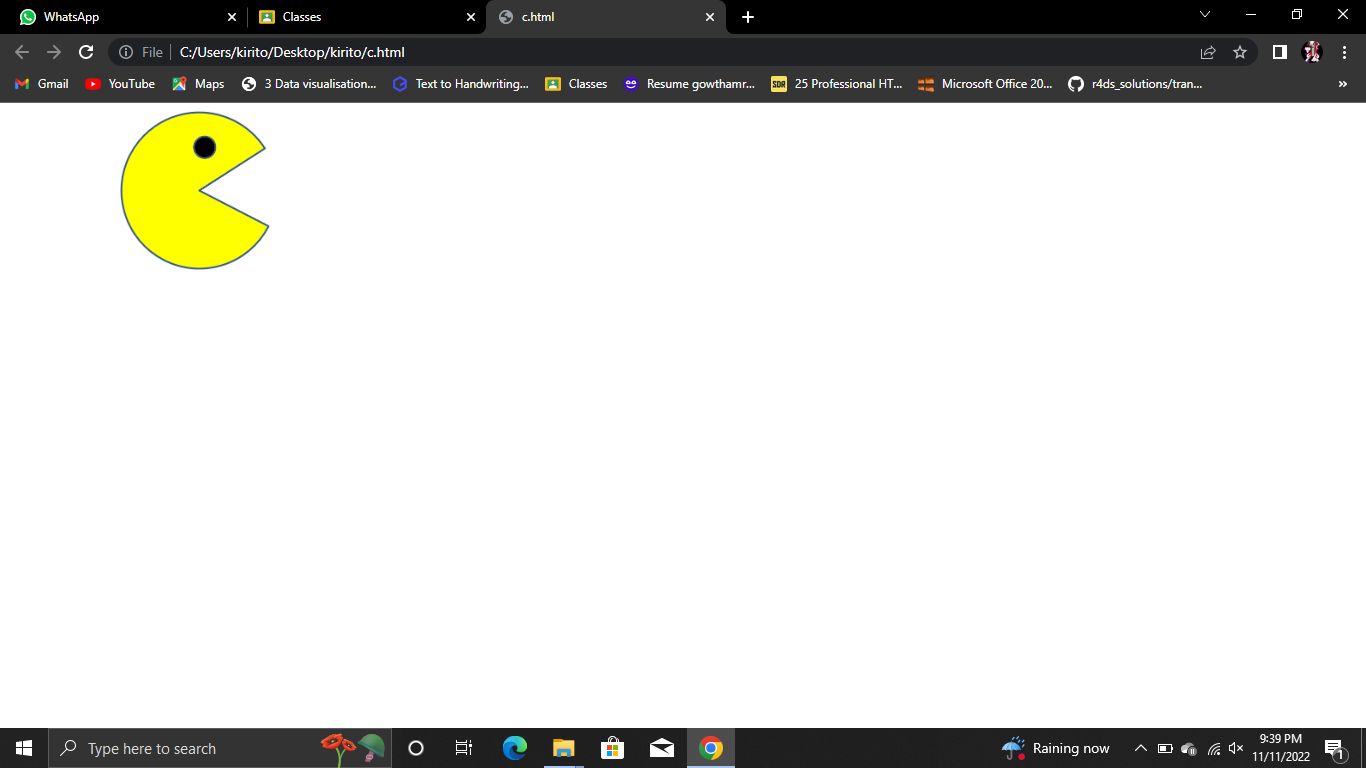 WhatsApp
Classes
c.html
File
C:/Users/kirito/Desktop/kirito/c.html
Gmail
YouTube
Maps
3 Data visualisation...
Text to Handwriting...
Classes
Resume gowthamr...
SDR
25 Professional HT...
Microsoft Office 20...
r4ds_solutions/tran...
»
Type here to search
Raining now
9:39 PM
11/11/2022
1